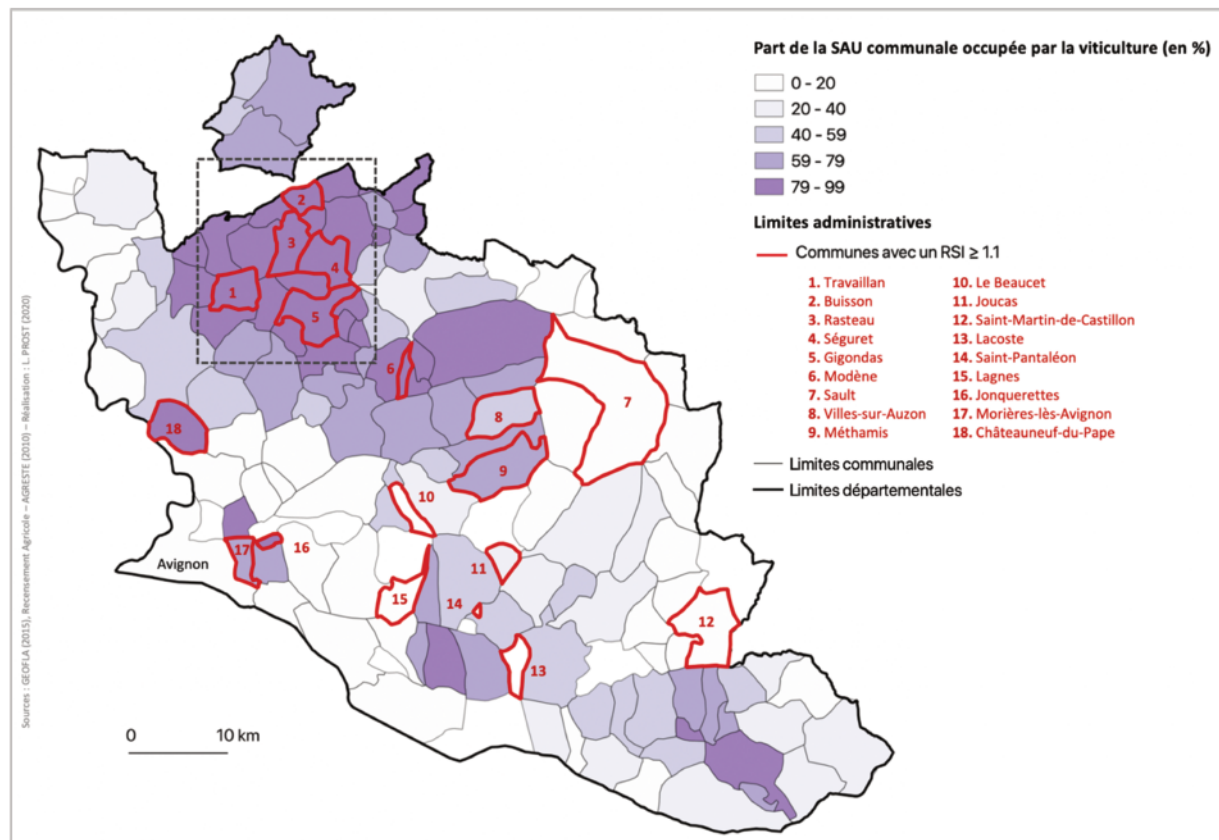 Part de la SAU communale occupée par la viticulture (en %)
0 - 20
20 - 40
40 - 59
59 - 79
79 - 99
Limites administratives
Communes avec un RSI ≥ 1.1
1. Travaillan
2. Buisson
3. Rasteau
4. Séguret
5. Gigondas
6. Modène
7. Sault
8. Villes-sur-Auzon
9. Méthamis
10. Le Beaucet
11. Joucas
12. Saint-Martin-de-Castillon
13. Lacoste
14. Saint-Pantaléon
15. Lagnes
16. Jonquerettes
17. Morières-lès-Avignon
18. Châteauneuf-du-Pape
Limites communales
Limites départementales
2
3
4
1
5
6
7
8
18
9
10
17
16
Avignon
11
15
14
12
13
0 10 km
Sources : GEOFLA (2015), Recensement Agricole – AGRESTE (2010) – Réalisation : L. PROST (2020)